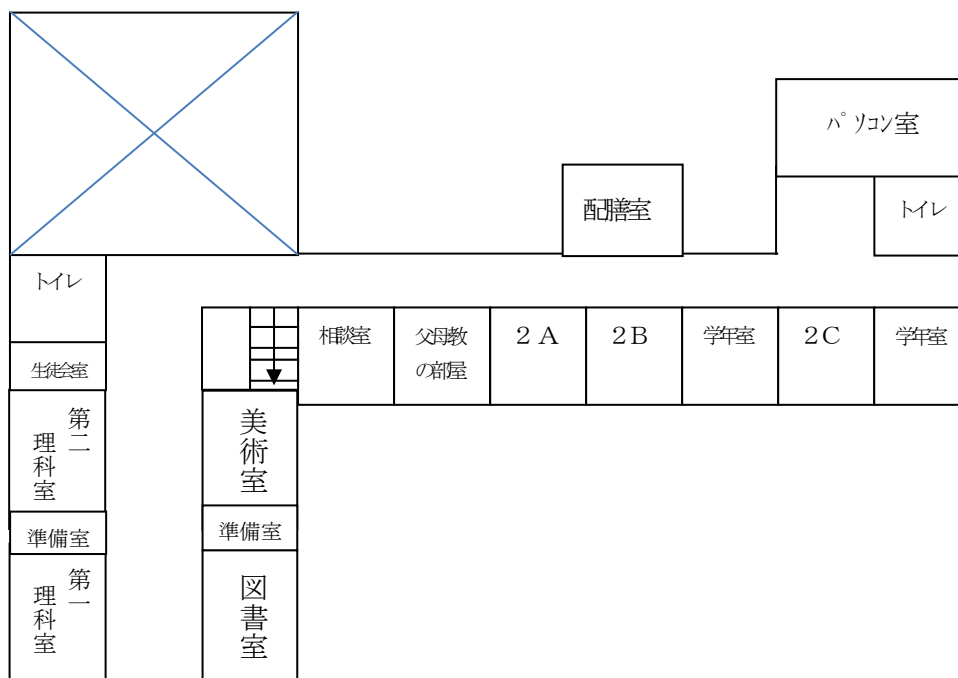 パソコン室
配膳室
トイレ
トイレ
相談室
父母教
の部屋
２A
２B
学年室
２C
学年室
生徒会室
第二
理科室
美術室
準備室
準備室
第一
理科室
図書室